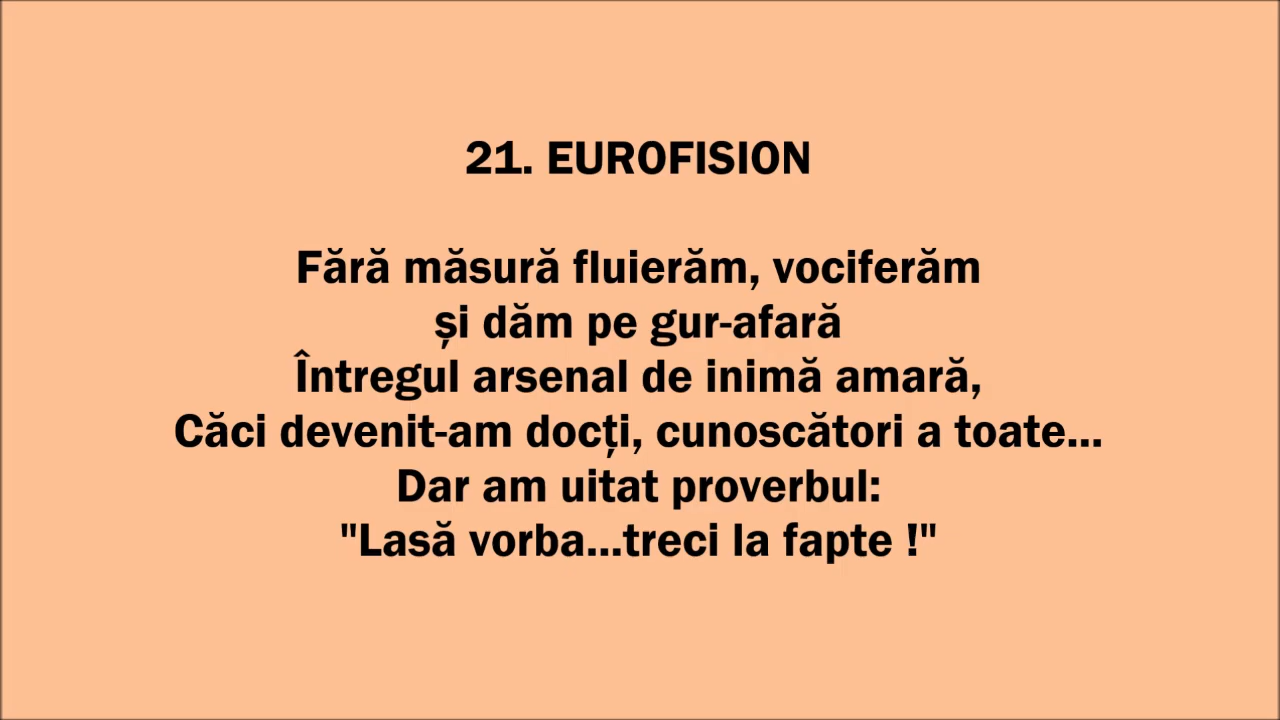 21. EUROFISION
Fără măsură fluierăm, vociferăm
și dăm pe gur-afară
Întregul arsenal de inimă amară,
Căci devenit-am docți, cunoscători a toate...
Dar am uitat proverbul:
"Lasă vorba...treci la fapte !"